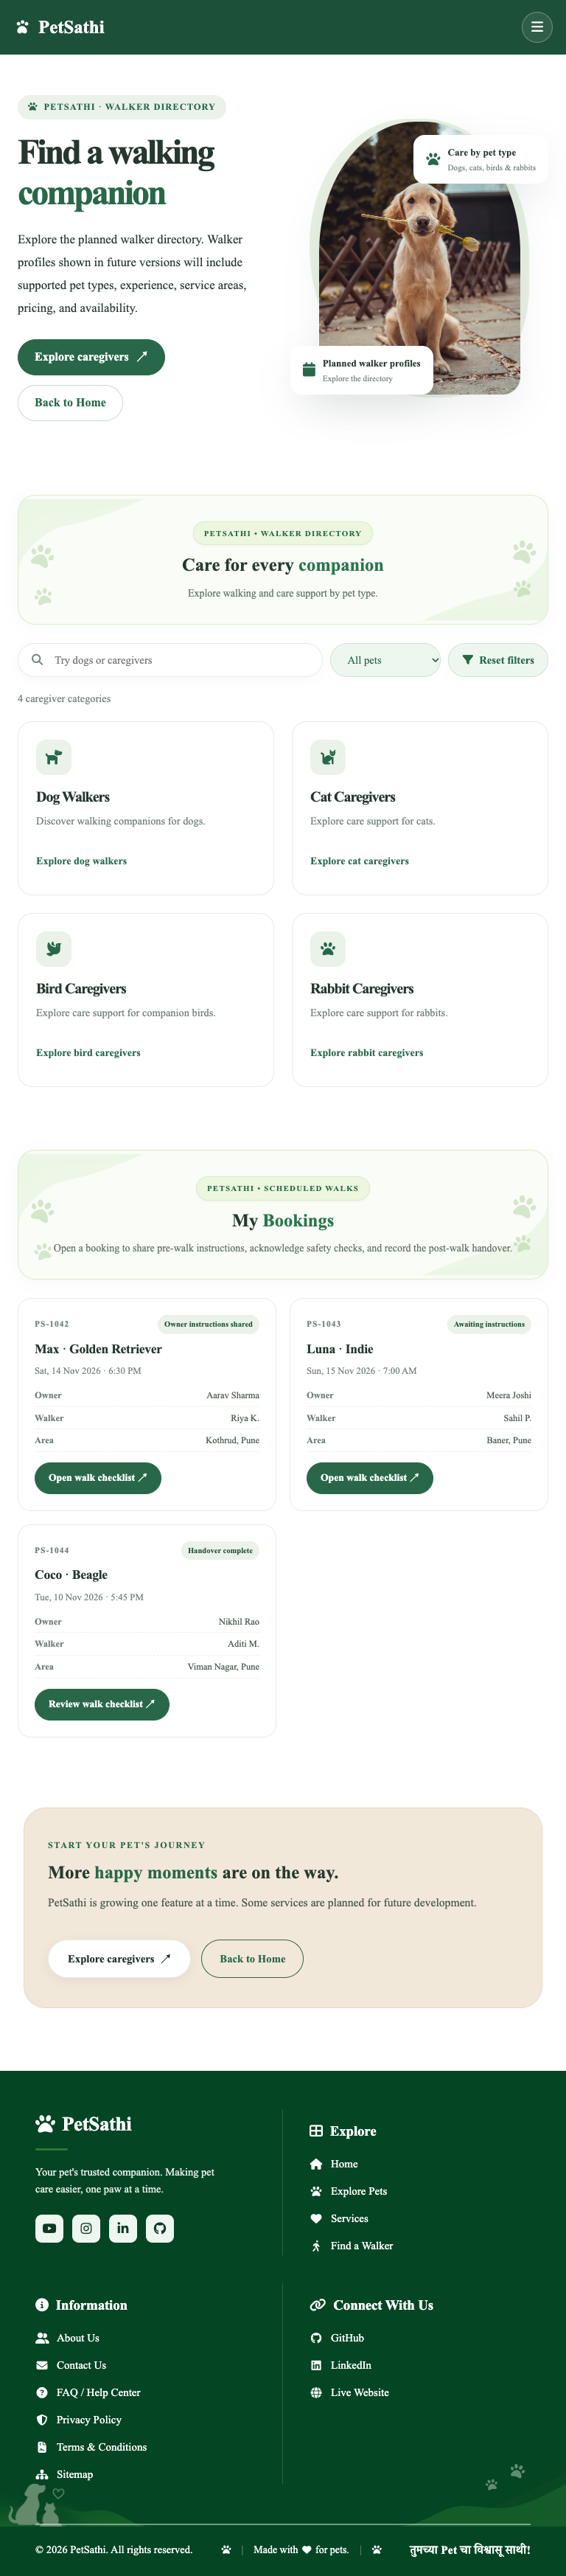 PetSathi
PETSATHI · WALKER DIRECTORY
Find a walking
companion
Explore the planned walker directory. Walker
profiles shown in future versions will include
supported pet types, experience, service areas,
pricing, and availability.
Explore caregivers ↗
Back to Home
Care by pet type
Dogs, cats, birds & rabbits
Planned walker profiles
Explore the directory
PETSATHI • WALKER DIRECTORY
Care for every companion
Explore walking and care support by pet type.
Try dogs or caregivers
All pets
Reset filters
4 caregiver categories
Dog Walkers
Discover walking companions for dogs.
Explore dog walkers
Cat Caregivers
Explore care support for cats.
Explore cat caregivers
Bird Caregivers
Explore care support for companion birds.
Explore bird caregivers
Rabbit Caregivers
Explore care support for rabbits.
Explore rabbit caregivers
PETSATHI • SCHEDULED WALKS
My Bookings
Open a booking to share pre-walk instructions, acknowledge safety checks, and record the post-walk handover.
PS-1042 Owner instructions shared
Max · Golden Retriever
Sat, 14 Nov 2026 · 6:30 PM
Owner Aarav Sharma
Walker Riya K.
Area Kothrud, Pune
Open walk checklist ↗
PS-1043 Awaiting instructions
Luna · Indie
Sun, 15 Nov 2026 · 7:00 AM
Owner Meera Joshi
Walker Sahil P.
Area Baner, Pune
Open walk checklist ↗
PS-1044 Handover complete
Coco · Beagle
Tue, 10 Nov 2026 · 5:45 PM
Owner Nikhil Rao
Walker Aditi M.
Area Viman Nagar, Pune
Review walk checklist ↗
START YOUR PET'S JOURNEY
More happy moments are on the way.
PetSathi is growing one feature at a time. Some services are planned for future development.
Explore caregivers ↗
Back to Home
PetSathi
Your pet's trusted companion. Making pet
care easier, one paw at a time.
Explore
Home
Explore Pets
Services
Find a Walker
Information
About Us
Contact Us
FAQ / Help Center
Privacy Policy
Terms & Conditions
Sitemap
Connect With Us
GitHub
LinkedIn
Live Website
© 2026 PetSathi. All rights reserved.
| Made with ♥ for pets. |
तुमच्या Pet चा विश्वासू साथी!